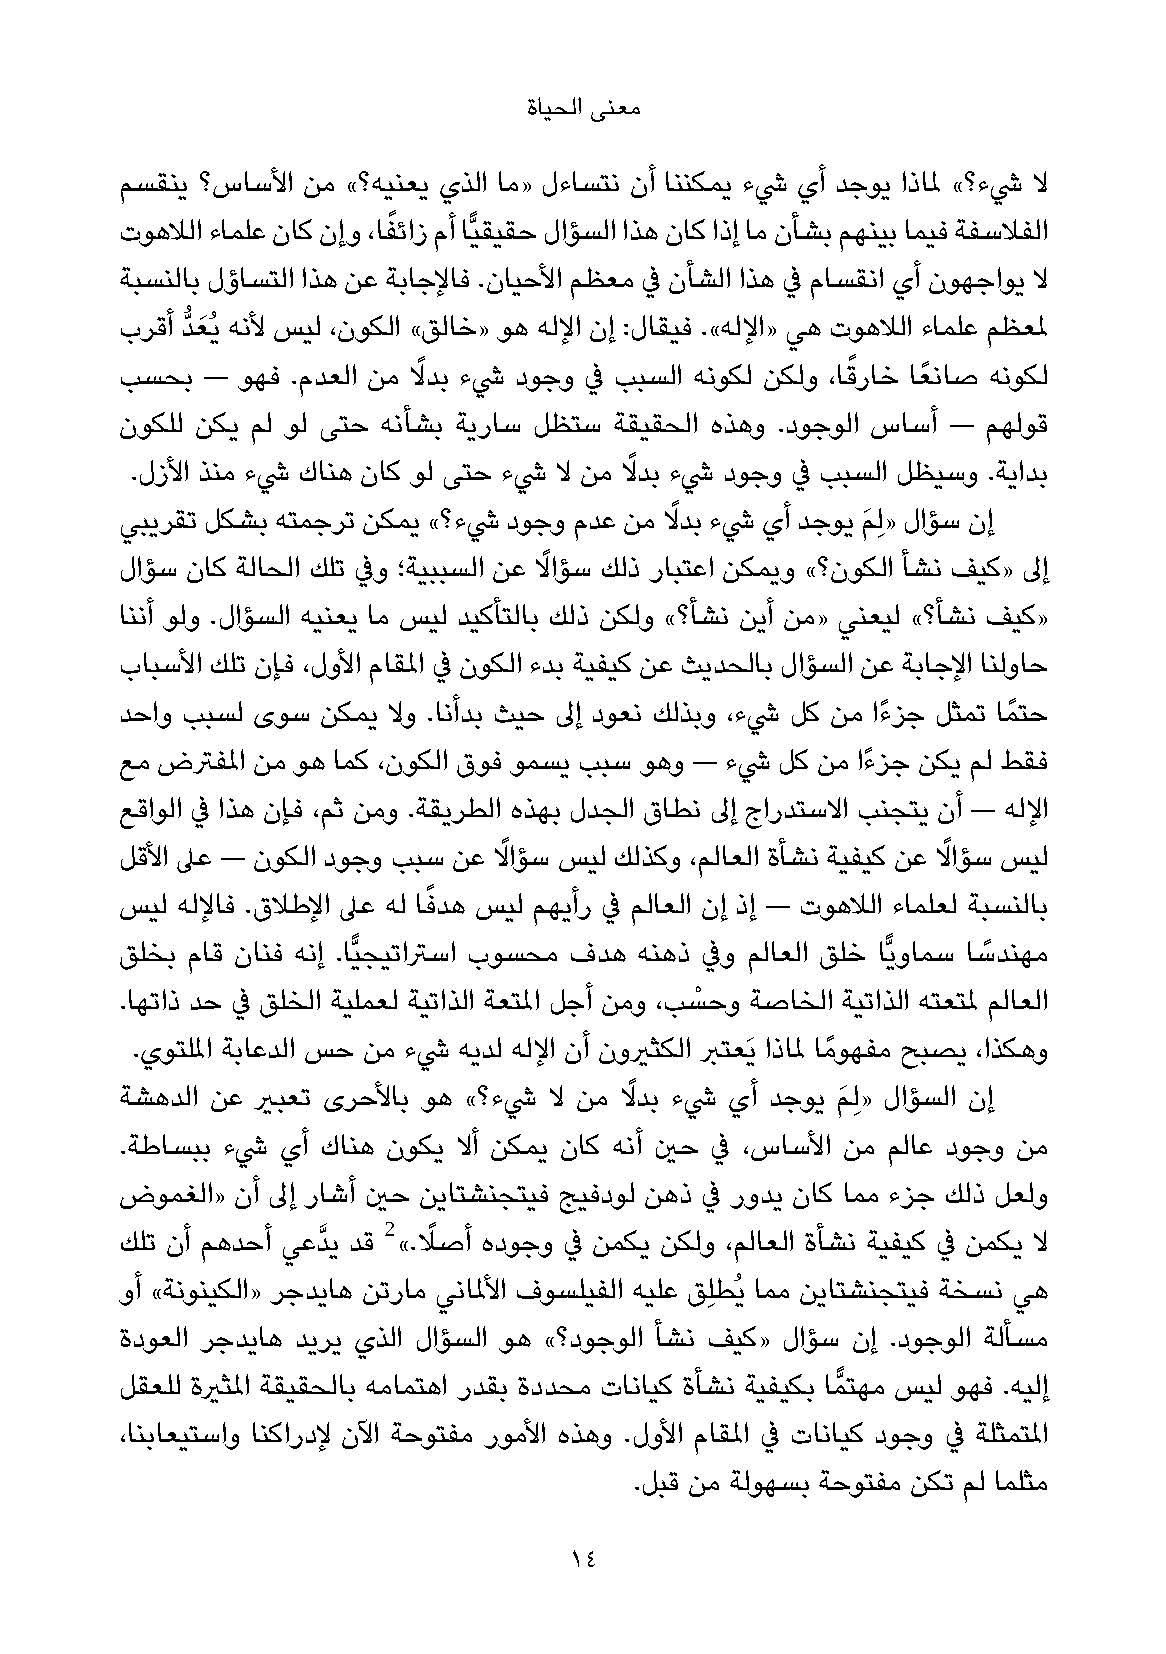 معنى الحياة
لا شيء؟» لماذا يوجد أي شيء يمكننا أن نتساءل «ما الذي يعنيه؟» من الأساس؟ ينقسم
الفلاسفة فيما بينهم بشأن ما إذا كان هذا السؤال حقيقيًّا أم زائفًا، وإن كان علماء اللاهوت
لا يواجهون أي انقسام في هذا الشأن في معظم الأحيان. فالإجابة عن هذا التساؤل بالنسبة
لمعظم علماء اللاهوت هي «الإله». فيقال: إن الإله هو «خالق» الكون، ليس لأنه يُعَدُّ أقرب
لكونه صانعًا خارقًا، ولكن لكونه السبب في وجود شيء بدلًا من العدم. فهو — بحسب
قولهم — أساس الوجود. وهذه الحقيقة ستظل سارية بشأنه حتى لو لم يكن للكون
بداية. وسيظل السبب في وجود شيء بدلًا من لا شيء حتى لو كان هناك شيء منذ الأزل.
إن سؤال «لِمَ يوجد أي شيء بدلًا من عدم وجود شيء؟» يمكن ترجمته بشكل تقريبي
إلى «كيف نشأ الكون؟» ويمكن اعتبار ذلك سؤالًا عن السببية؛ وفي تلك الحالة كان سؤال
«كيف نشأ؟» ليعني «من أين نشأ؟» ولكن ذلك بالتأكيد ليس ما يعنيه السؤال. ولو أننا
حاولنا الإجابة عن السؤال بالحديث عن كيفية بدء الكون في المقام الأول، فإن تلك الأسباب
حتمًا تمثل جزءًا من كل شيء، وبذلك نعود إلى حيث بدأنا. ولا يمكن سوى لسبب واحد
فقط لم يكن جزءًا من كل شيء — وهو سبب يسمو فوق الكون، كما هو من المفترض مع
الإله — أن يتجنب الاستدراج إلى نطاق الجدل بهذه الطريقة. ومن ثم، فإن هذا في الواقع
ليس سؤالًا عن كيفية نشأة العالم، وكذلك ليس سؤالًا عن سبب وجود الكون — على الأقل
بالنسبة لعلماء اللاهوت — إذ إن العالم في رأيهم ليس هدفًا له على الإطلاق. فالإله ليس
مهندسًا سماويًّا خلق العالم وفي ذهنه هدف محسوب استراتيجيًّا. إنه فنان قام بخلق
العالم لمتعته الذاتية الخاصة وحسْب، ومن أجل المتعة الذاتية لعملية الخلق في حد ذاتها.
وهكذا، يصبح مفهومًا لماذا يَعتبر الكثيرون أن الإله لديه شيء من حس الدعابة الملتوي.
إن السؤال «لِمَ يوجد أي شيء بدلًا من لا شيء؟» هو بالأحرى تعبير عن الدهشة
من وجود عالم من الأساس، في حين أنه كان يمكن ألا يكون هناك أي شيء ببساطة.
ولعل ذلك جزء مما كان يدور في ذهن لودفيج فيتجنشتاين حين أشار إلى أن «الغموض
لا يكمن في كيفية نشأة العالم، ولكن يكمن في وجوده أصلًا.»2 قد يدَّعي أحدهم أن تلك
هي نسخة فيتجنشتاين مما يُطلِق عليه الفيلسوف الألماني مارتن هايدجر «الكينونة» أو
مسألة الوجود. إن سؤال «كيف نشأ الوجود؟» هو السؤال الذي يريد هايدجر العودة
إليه. فهو ليس مهتمًّا بكيفية نشأة كيانات محددة بقدر اهتمامه بالحقيقة المثيرة للعقل
المتمثلة في وجود كيانات في المقام الأول. وهذه الأمور مفتوحة الآن لإدراكنا واستيعابنا،
مثلما لم تكن مفتوحة بسهولة من قبل.
١٤